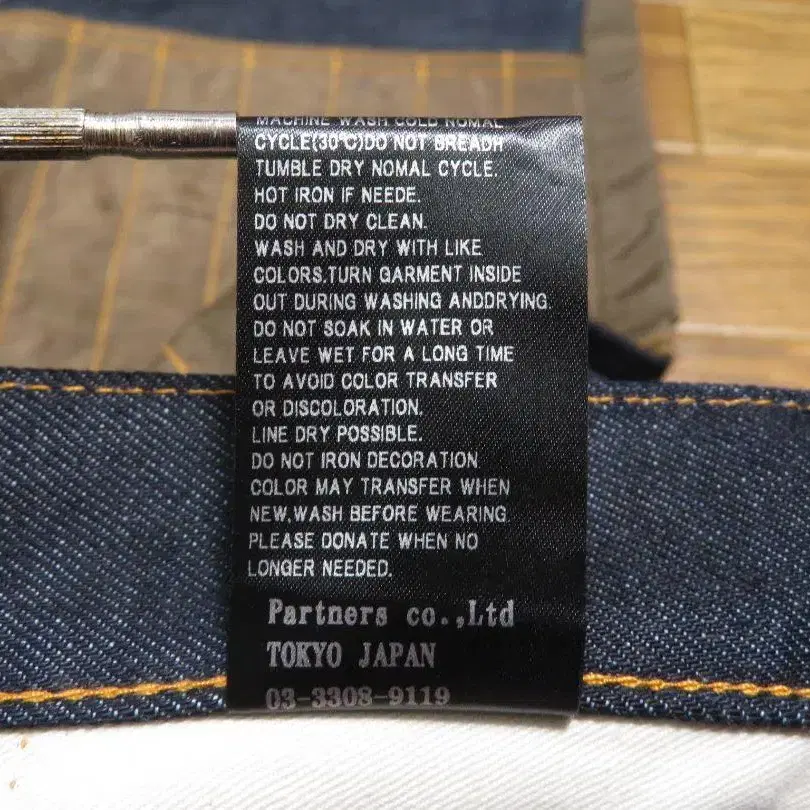 MACHINE WASH COLD NOMAL
CYCLE(30℃)DO NOT BREADH
TUMBLE DRY NOMAL CYCLE.
HOT IRON IF NEEDE.
DO NOT DRY CLEAN.
WASH AND DRY WITH LIKE
COLORS.TURN GARMENT INSIDE
OUT DURING WASHING ANDDRYING.
DO NOT SOAK IN WATER OR
LEAVE WET FOR A LONG TIME
TO AVOID COLOR TRANSFER
OR DISCOLORATION.
LINE DRY POSSIBLE.
DO NOT IRON DECORATION
COLOR MAY TRANSFER WHEN
NEW,WASH BEFORE WEARING
PLEASE DONATE WHEN NO
LONGER NEEDED.
Partners co.,Ltd
TOKYO JAPAN
03-3308-9119